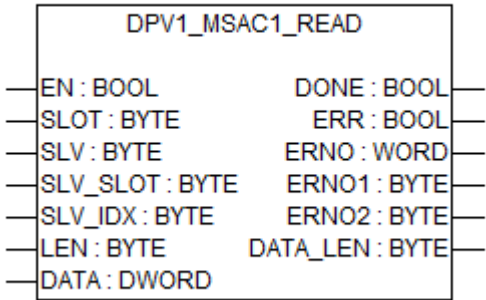 DPV1_MSAC1_READ
EN : BOOL DONE : BOOL
SLOT : BYTE ERR : BOOL
SLV : BYTE ERNO : WORD
SLV_SLOT : BYTE ERNO1 : BYTE
SLV_IDX : BYTE ERNO2 : BYTE
LEN : BYTE DATA_LEN : BYTE
DATA : DWORD